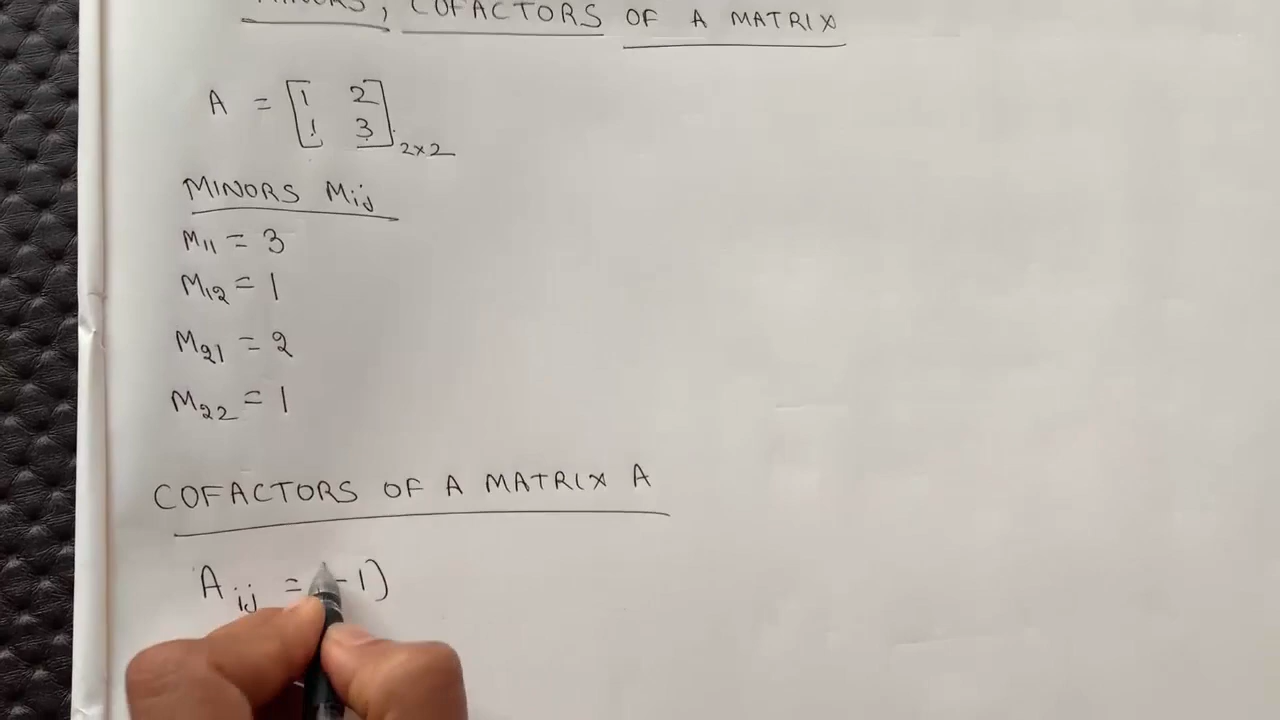 MINORS, COFACTORS OF A MATRIX
A = [1 2
1 3]2×2
MINORS Mij
M11 = 3
M12 = 1
M21 = 2
M22 = 1
COFACTORS OF A MATRIX A
Aij = -1)